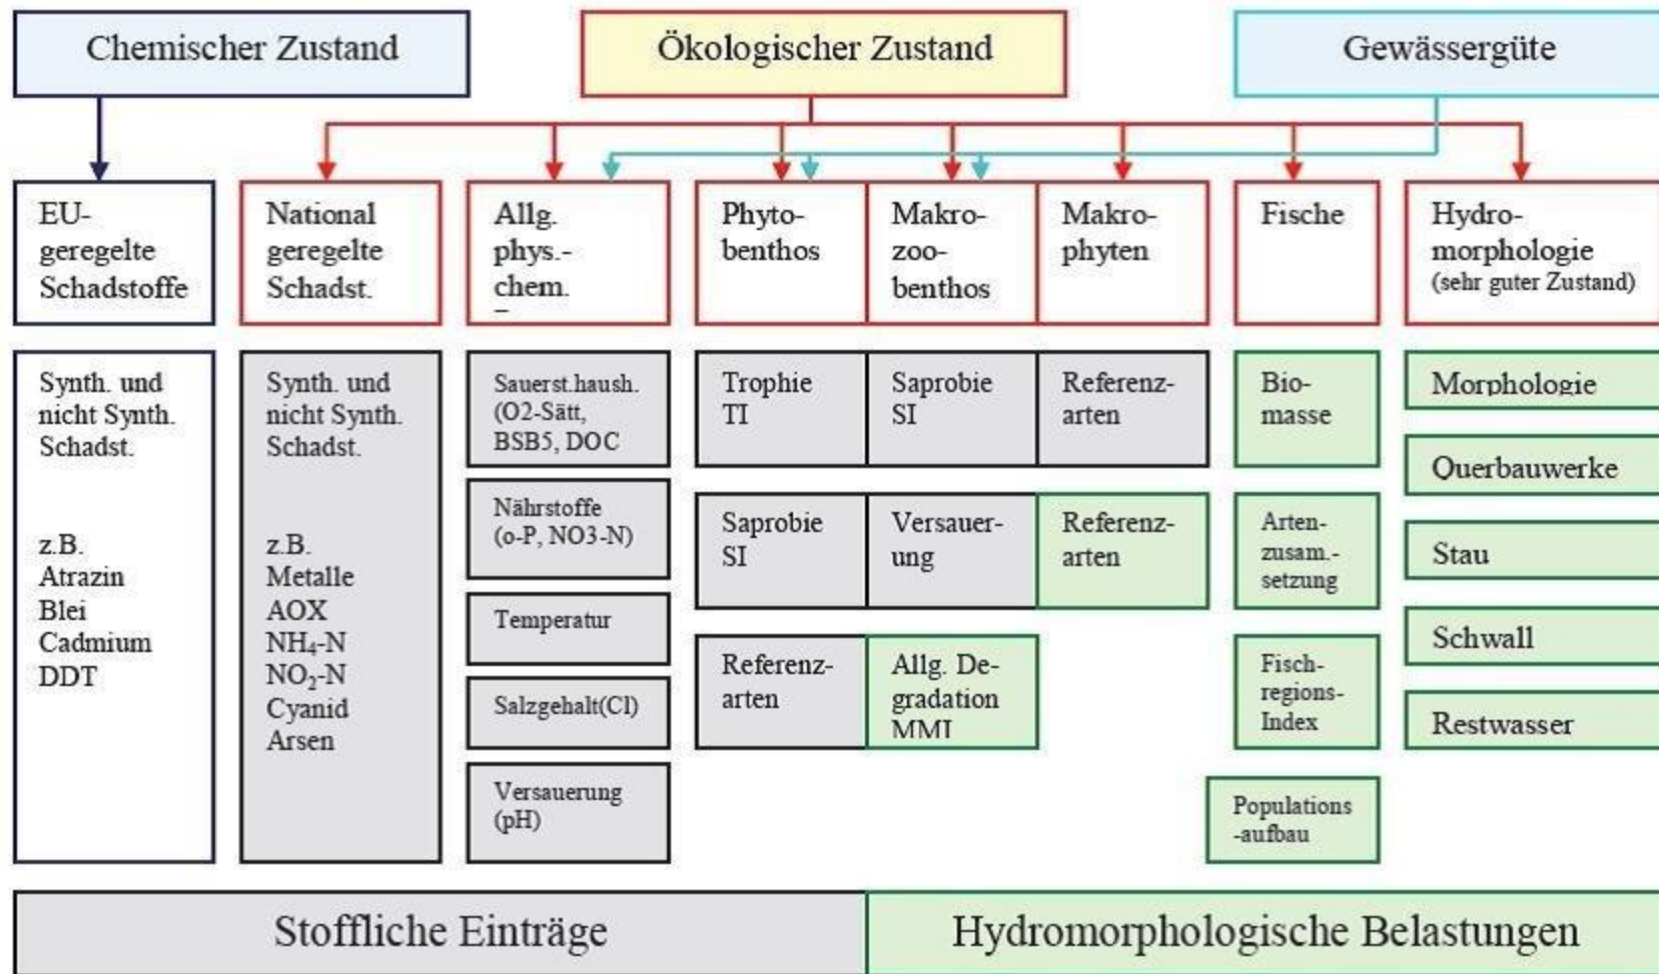 Chemischer Zustand
Ökologischer Zustand
Gewässergüte
EU-
geregelte
Schadstoffe
National
geregelte
Schadst.
Allg.
phys.-
chem.
Phyto-
benthos
Makro-
zoo-
benthos
Makro-
phyten
Fische
Hydro-
morphologie
(sehr guter Zustand)
Synth. und
nicht Synth.
Schadst.
z.B.
Atrazin
Blei
Cadmium
DDT
Synth. und
nicht Synth.
Schadst.
z.B.
Metalle
AOX
NH₄-N
NO₂-N
Cyanid
Arsen
Sauerst.haush.
(O2-Sätt,
BSB5, DOC
Nährstoffe
(o-P, NO3-N)
Temperatur
Salzgehalt(Cl)
Versauerung
(pH)
Trophie
TI
Saprobie
SI
Referenz-
arten
Saprobie
SI
Versauer-
ung
Allg. De-
gradation
MMI
Referenz-
arten
Referenz-
arten
Bio-
masse
Arten-
zusam.-
setzung
Fisch-
regions-
Index
Populations
-aufbau
Morphologie
Querbauwerke
Stau
Schwall
Restwasser
Stoffliche Einträge
Hydromorphologische Belastungen